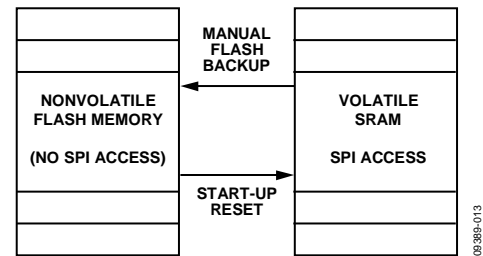 MANUAL
FLASH
BACKUP
NONVOLATILE
FLASH MEMORY
(NO SPI ACCESS)
VOLATILE
SRAM
SPI ACCESS
START-UP
RESET
09389-013